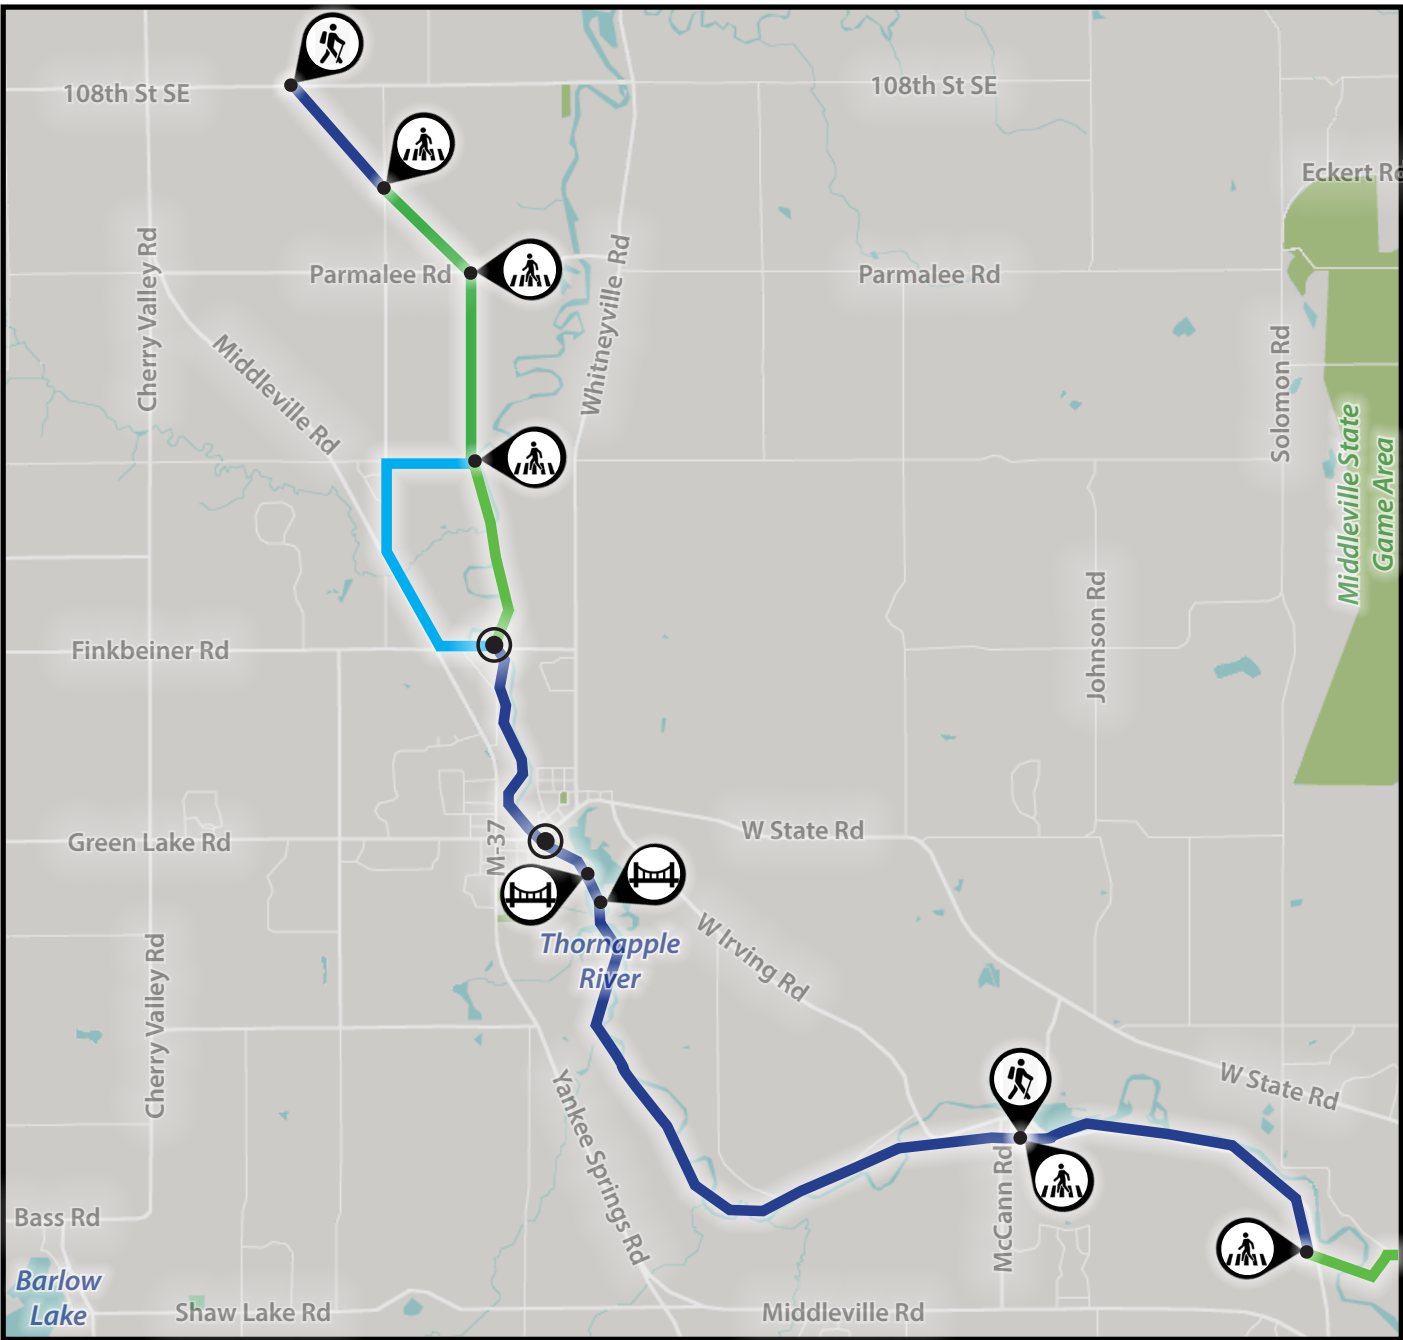 108th St SE
108th St SE
Eckert Rd
Cherry Valley Rd
Parmalee Rd
Whitneyville Rd
Parmalee Rd
Middleville Rd
Solomon Rd
Middleville State
Game Area
Finkbeiner Rd
Johnson Rd
Green Lake Rd
M-37
W State Rd
Thornapple
River
W Irving Rd
Cherry Valley Rd
Yankee Springs Rd
W State Rd
McCann Rd
Bass Rd
Barlow
Lake
Shaw Lake Rd
Middleville Rd